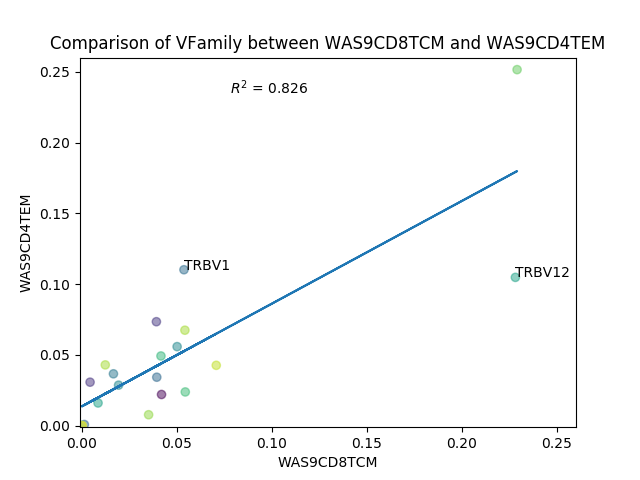 Comparison of VFamily between WAS9CD8TCM and WAS9CD4TEM
R² = 0.826
TRBV1
TRBV12
WAS9CD4TEM
0.25
0.20
0.15
0.10
0.05
0.00
0.00 0.05 0.10 0.15 0.20 0.25
WAS9CD8TCM